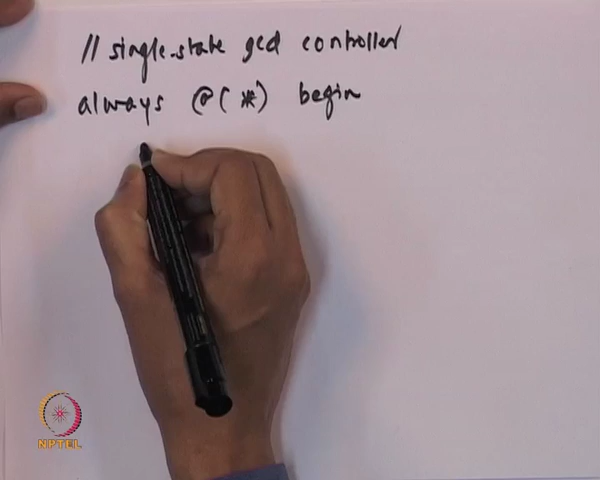 // single-state gcd controller
always @(*) begin
NPTEL